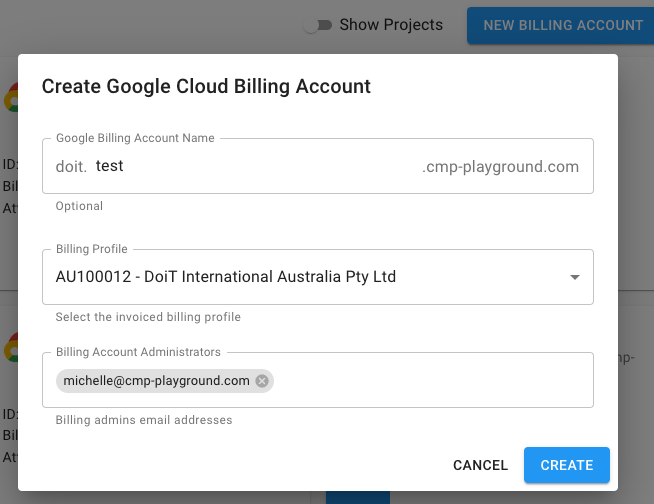 Show Projects
NEW BILLING ACCOUNT
Create Google Cloud Billing Account
Google Billing Account Name
doit. test .cmp-playground.com
Optional
ID:
Bil
At
Billing Profile
AU100012 - DoiT International Australia Pty Ltd
Select the invoiced billing profile
Billing Account Administrators
mp-
michelle@cmp-playground.com
Billing admins email addresses
ID:
Bil
At
CANCEL
CREATE